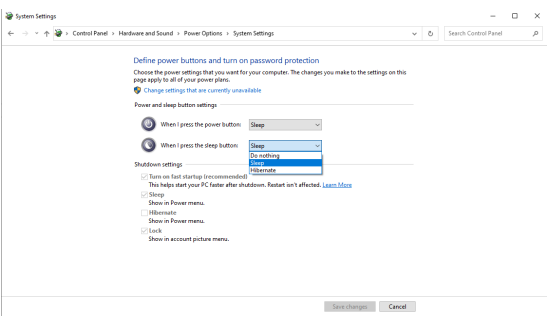 System Settings
Control Panel › Hardware and Sound › Power Options › System Settings
Search Control Panel
Define power buttons and turn on password protection
Choose the power settings that you want for your computer. The changes you make to the settings on this
page apply to all of your power plans.
Change settings that are currently unavailable
Power and sleep button settings
When I press the power button: Sleep
When I press the sleep button: Sleep
Do nothing
Sleep
Hibernate
Shutdown settings
Turn on fast startup (recommended)
This helps start your PC faster after shutdown. Restart isn't affected. Learn More
Sleep
Show in Power menu.
Hibernate
Show in Power menu.
Lock
Show in account picture menu.
Save changes Cancel